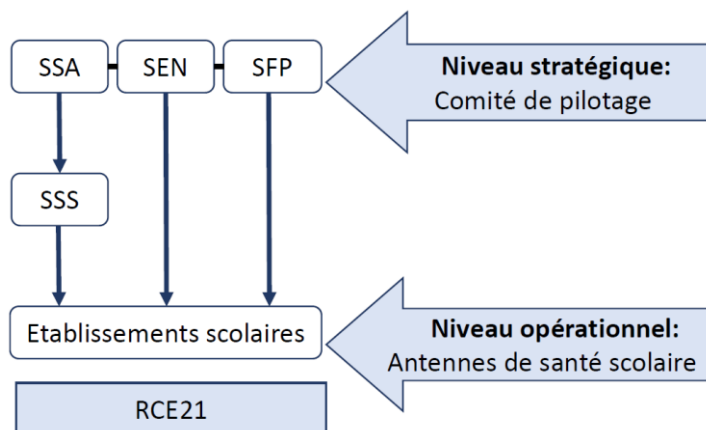 SSA SEN SFP
Niveau stratégique:
Comité de pilotage
SSS
Etablissements scolaires
Niveau opérationnel:
Antennes de santé scolaire
RCE21